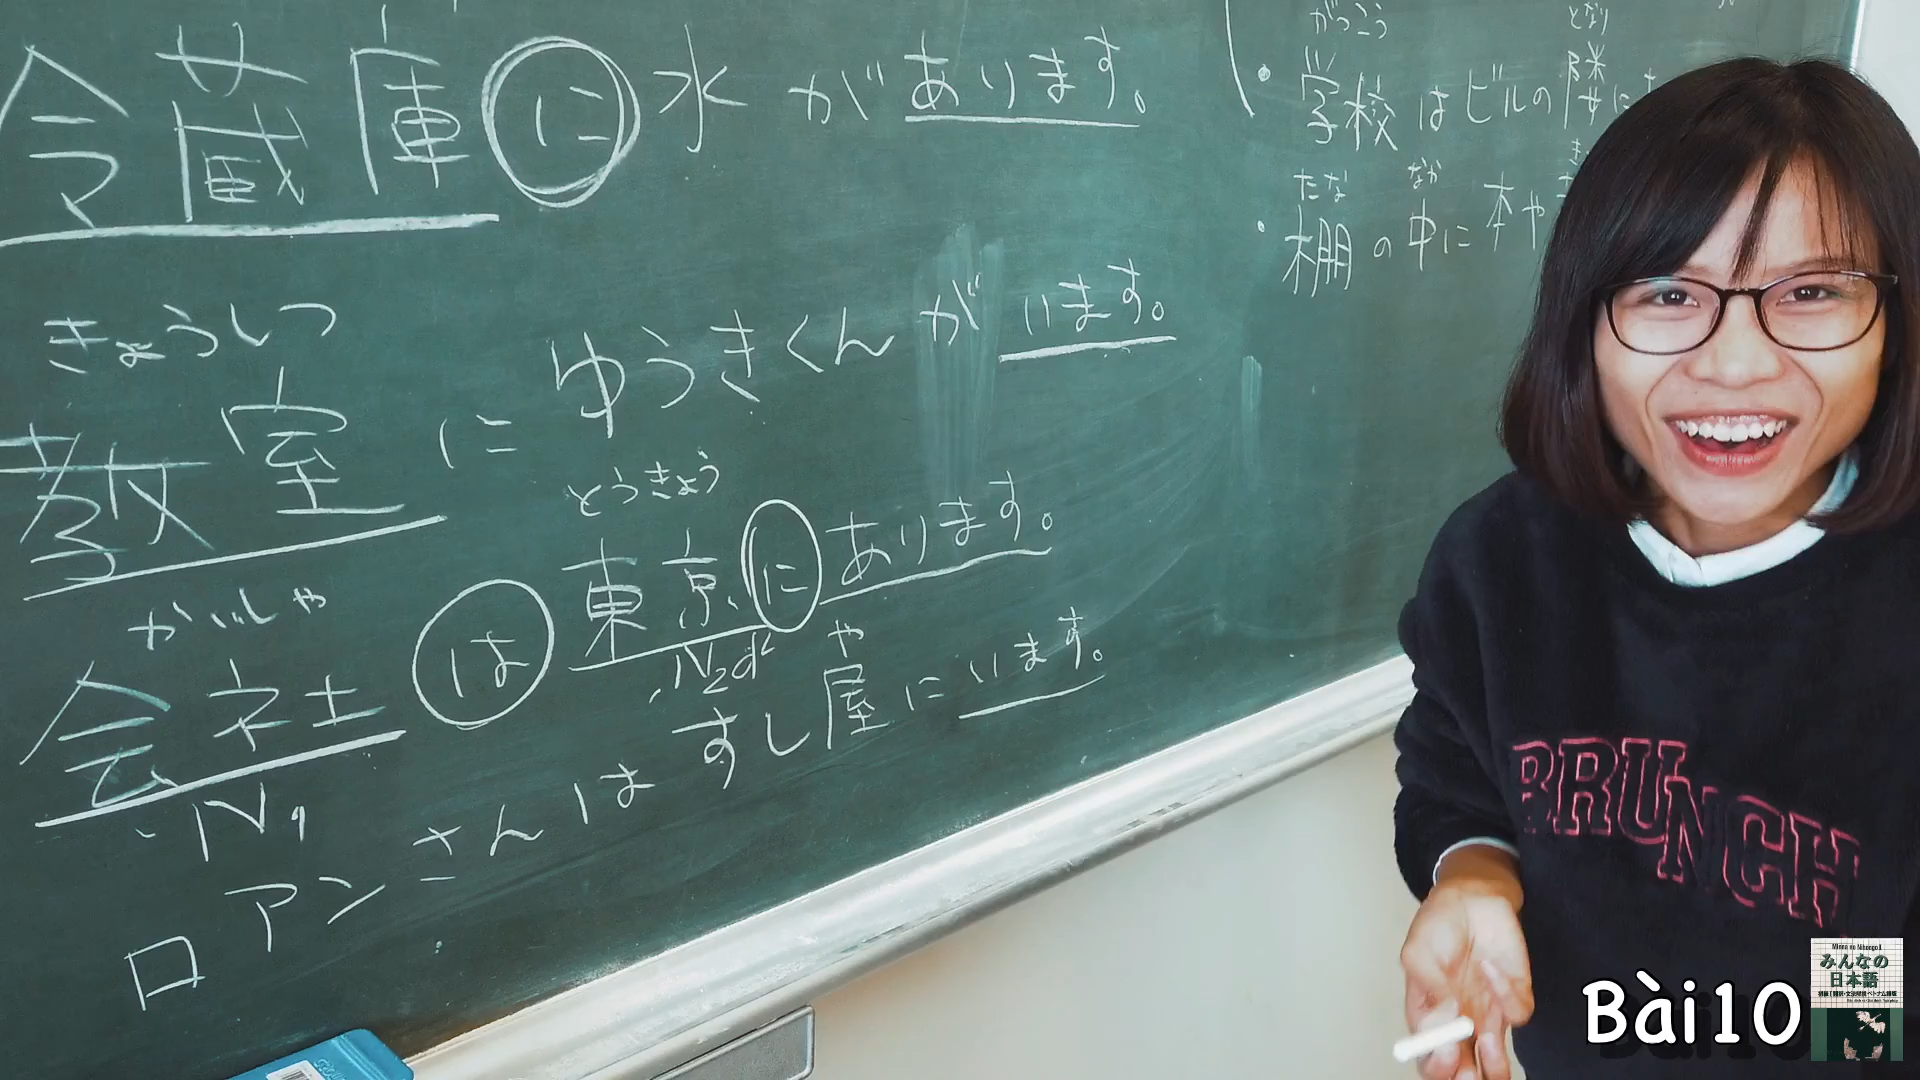 冷蔵庫に水があります。
きょうしつ
教室にゆうきくんがいます。
とうきょう
かいしゃ
会社は東京にあります。
N1
N2
や
ロアンさんはすし屋にいます。
がっこう
となり
・学校はビルの隣に
たな
なか
・棚の中に本や
BRUNCH
Bài10
Minna no Nihongo I
みんなの
日本語